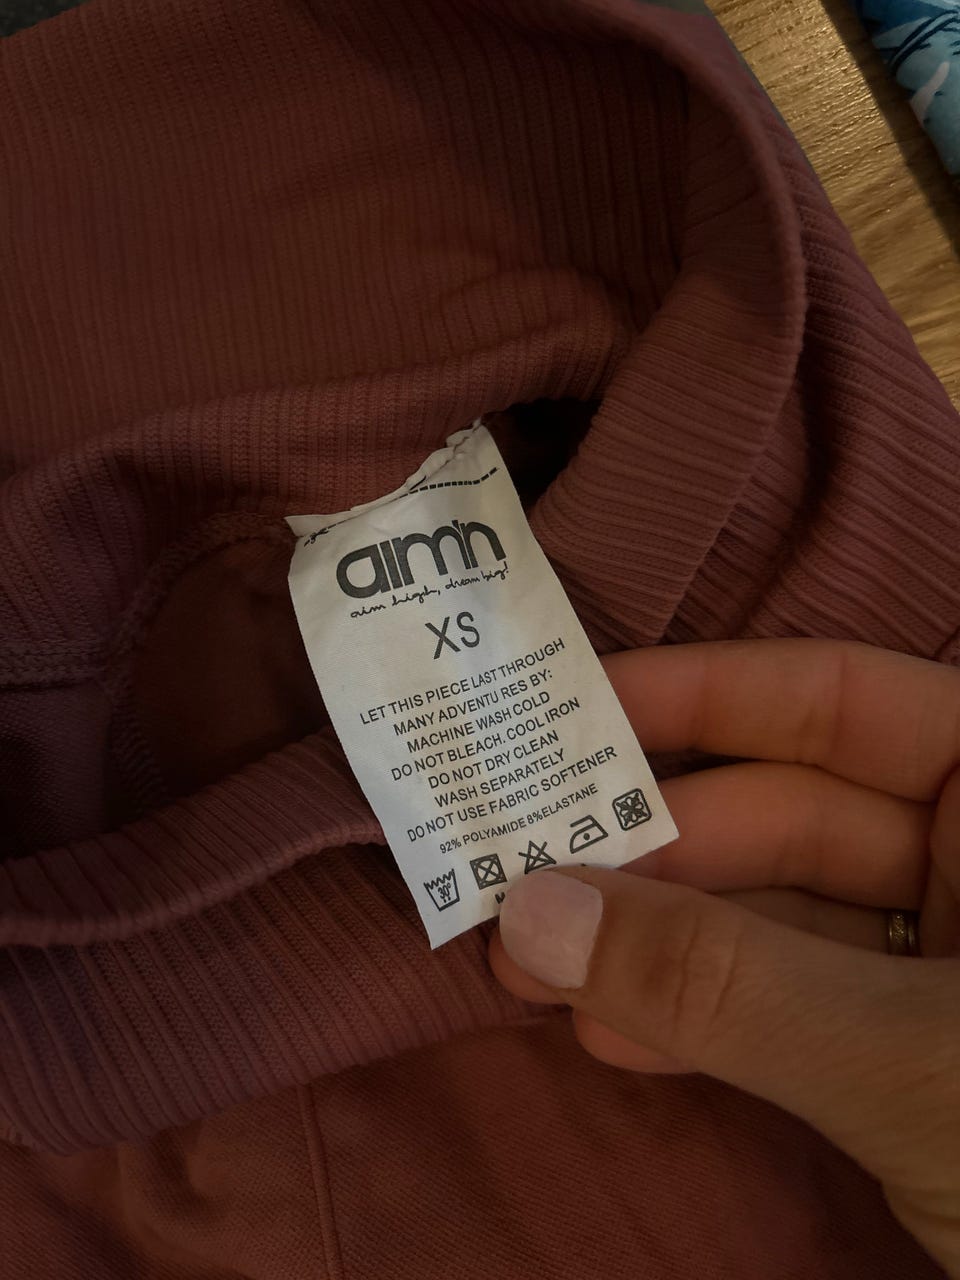 aim'n
aim high, dream big!
XS
LET THIS PIECE LAST THROUGH
MANY ADVENTU RES BY:
MACHINE WASH COLD
DO NOT BLEACH. COOL IRON
DO NOT DRY CLEAN
WASH SEPARATELY
DO NOT USE FABRIC SOFTENER
92% POLYAMIDE 8% ELASTANE
30°